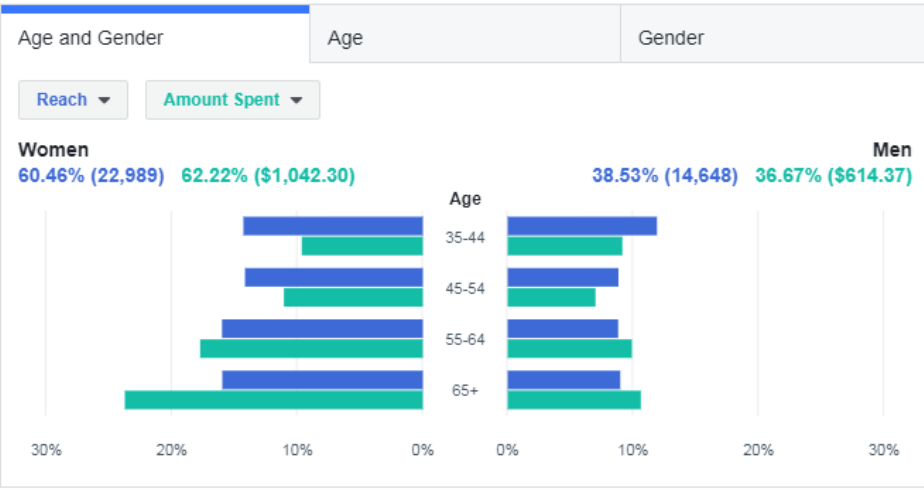 Age and Gender Age Gender
Reach Amount Spent
Women Men
60.46% (22,989) 62.22% ($1,042.30) 38.53% (14,648) 36.67% ($614.37)
Age
35-44
45-54
55-64
65+
30% 20% 10% 0% 0% 10% 20% 30%